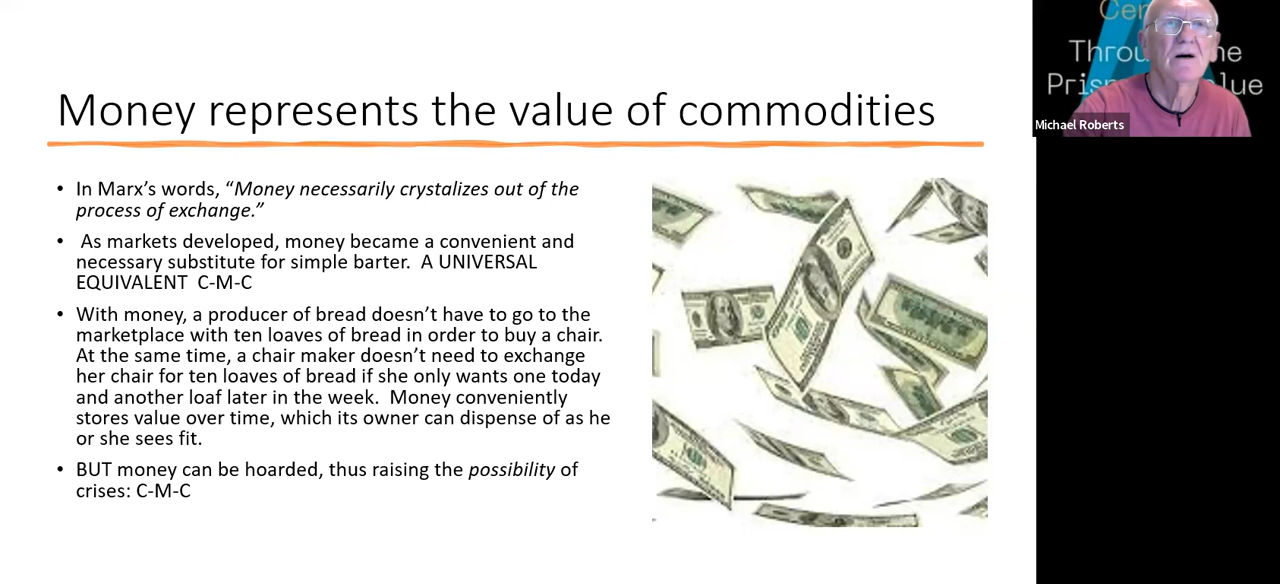 Money represents the value of commodities
• In Marx’s words, “Money necessarily crystalizes out of the
process of exchange.”
• As markets developed, money became a convenient and
necessary substitute for simple barter. A UNIVERSAL
EQUIVALENT C-M-C
• With money, a producer of bread doesn’t have to go to the
marketplace with ten loaves of bread in order to buy a chair.
At the same time, a chair maker doesn’t need to exchange
her chair for ten loaves of bread if she only wants one today
and another loaf later in the week. Money conveniently
stores value over time, which its owner can dispense of as he
or she sees fit.
• BUT money can be hoarded, thus raising the possibility of
crises: C-M-C
Cen
Throu he
Pris lue
Michael Roberts